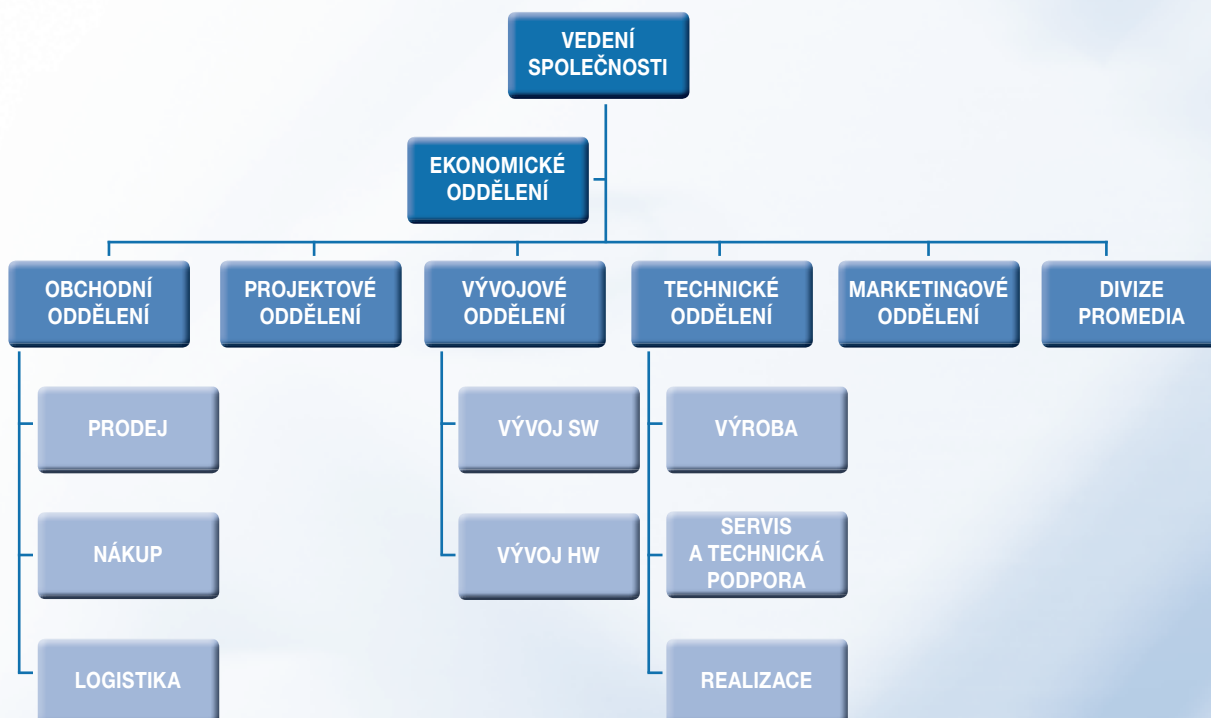 VEDENÍ
SPOLEČNOSTI
EKONOMICKÉ
ODDĚLENÍ
OBCHODNÍ
ODDĚLENÍ
PROJEKTOVÉ
ODDĚLENÍ
VÝVOJOVÉ
ODDĚLENÍ
TECHNICKÉ
ODDĚLENÍ
MARKETINGOVÉ
ODDĚLENÍ
DIVIZE
PROMEDIA
PRODEJ
NÁKUP
LOGISTIKA
VÝVOJ SW
VÝVOJ HW
VÝROBA
SERVIS
A TECHNICKÁ
PODPORA
REALIZACE